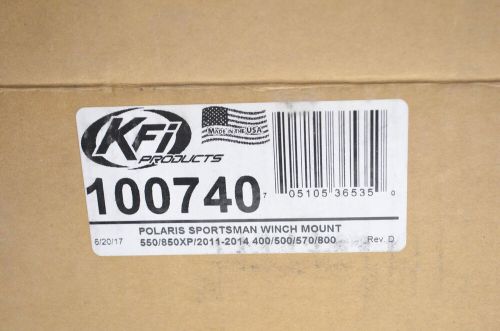 KFI
PRODUCTS
MADE IN THE USA
100740
7 05105 36535 0
POLARIS SPORTSMAN WINCH MOUNT
6/20/17 550/850XP/2011-2014 400/500/570/800 Rev. D